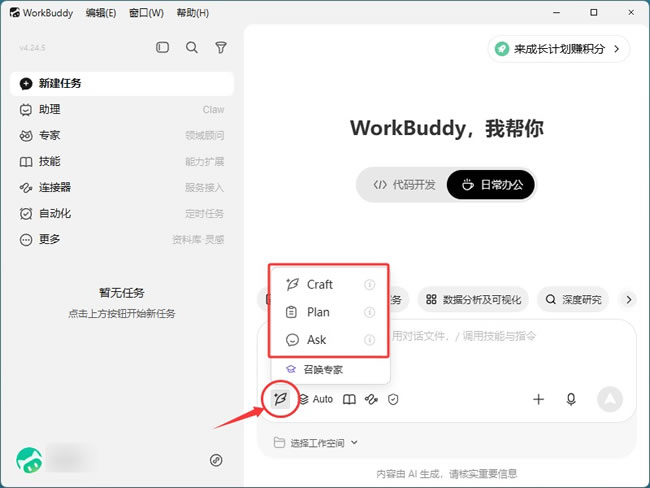 WorkBuddy 编辑(E) 窗口(W) 帮助(H)
v4.24.5
来成长计划赚积分
新建任务
助理 Claw
专家 领域顾问
技能 能力扩展
连接器 服务接入
自动化 定时任务
更多 资料库·灵感
暂无任务
点击上方按钮开始新任务
WorkBuddy，我帮你
代码开发 日常办公
Craft
Plan
Ask
召唤专家
务 数据分析及可视化 深度研究
用对话文件，/ 调用技能与指令
Auto
选择工作空间
内容由 AI 生成，请核实重要信息